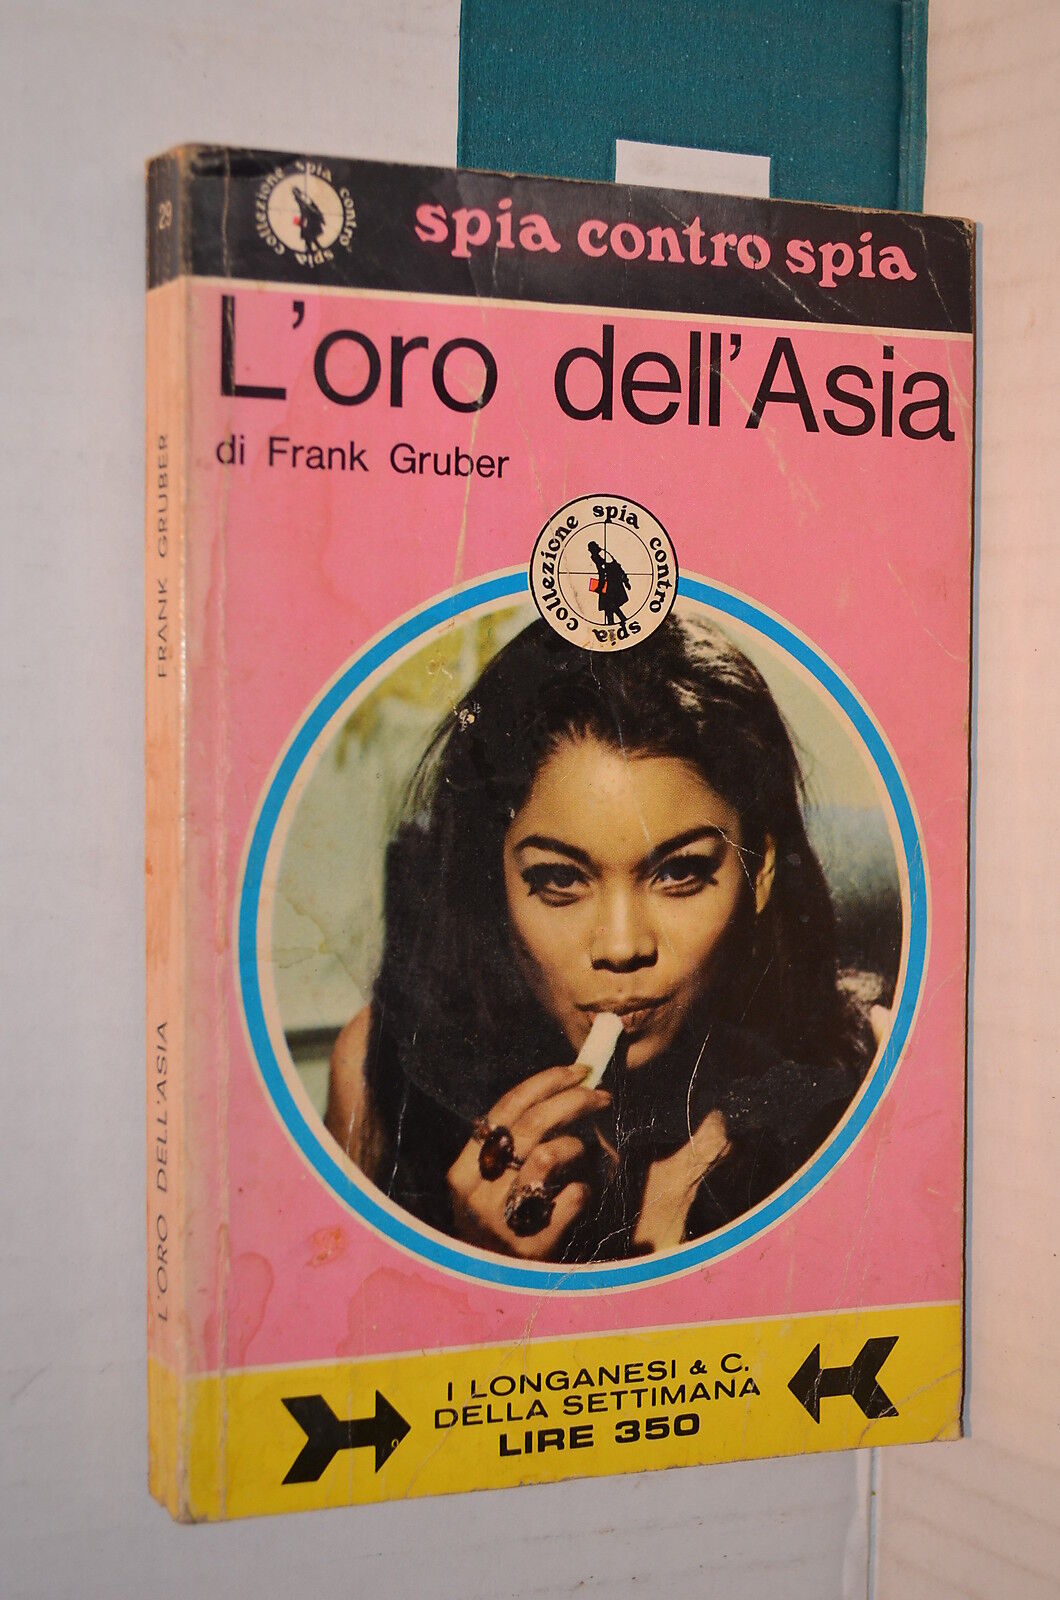 collezione spia contro spia
spia contro spia
L'oro dell'Asia
di Frank Gruber
collezione spia contro spia
I LONGANESI & C.
DELLA SETTIMANA
LIRE 350
29
FRANK GRUBER
L'ORO DELL'ASIA